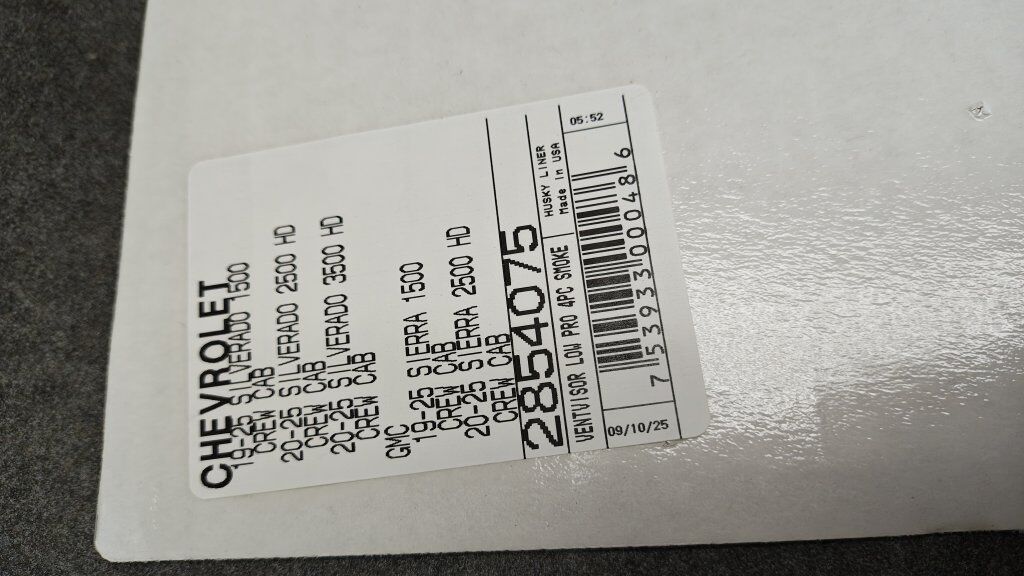 CHEVROLET
19-25 SILVERADO 1500
CREW CAB
20-25 SILVERADO 2500 HD
CREW CAB
20-25 SILVERADO 3500 HD
CREW CAB
GMC
19-25 SIERRA 1500
CREW CAB
20-25 SIERRA 2500 HD
CREW CAB
2854075
VENTVISOR LOW PRO 4PC SMOKE
HUSKY LINER
Made in USA
09/10/25
7 53933 00048 6
05:52